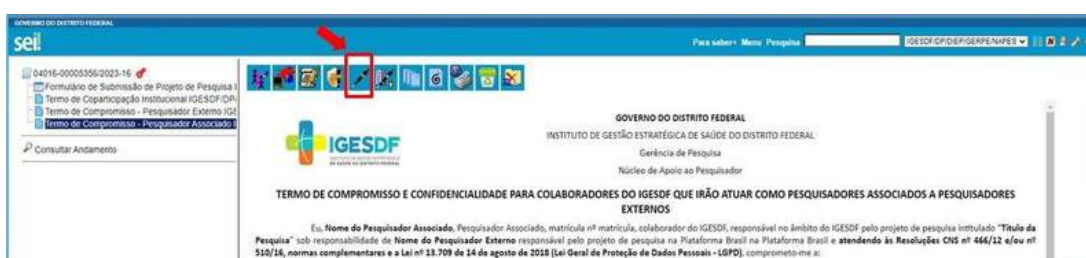 GOVERNO DO DISTRITO FEDERAL
sei!
Para saber+ Menu Pesquisa
IGESDF/DP/DIEP/GERPE/NAPES
04016-00005356/2023-16
Formulário de Submissão de Projeto de Pesquisa I
Termo de Coparticipação Institucional IGESDF/DP-
Termo de Compromisso - Pesquisador Externo IGE
Termo de Compromisso - Pesquisador Associado I
Consultar Andamento
IGESDF
GOVERNO DO DISTRITO FEDERAL
INSTITUTO DE GESTÃO ESTRATÉGICA DE SAÚDE DO DISTRITO FEDERAL
Gerência de Pesquisa
Núcleo de Apoio ao Pesquisador
TERMO DE COMPROMISSO E CONFIDENCIALIDADE PARA COLABORADORES DO IGESDF QUE IRÃO ATUAR COMO PESQUISADORES ASSOCIADOS A PESQUISADORES
EXTERNOS
Eu, Nome do Pesquisador Associado, Pesquisador Associado, matrícula nº matrícula, colaborador do IGESDF, responsável no âmbito do IGESDF pelo projeto de pesquisa intitulado "Título da
Pesquisa" sob responsabilidade de Nome do Pesquisador Externo responsável pelo projeto de pesquisa na Plataforma Brasil na Plataforma Brasil e atendendo às Resoluções CNS nº 466/12 e/ou nº
510/16, normas complementares e a Lei nº 13.709 de 14 de agosto de 2018 (Lei Geral de Proteção de Dados Pessoais - LGPD), comprometo-me a: